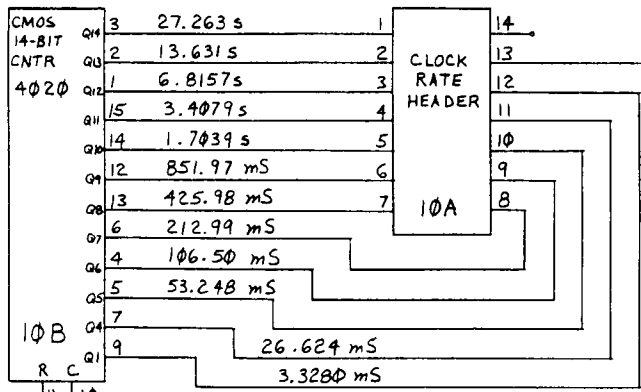 CMOS
14-BIT
CNTR
4020
Q14 3 27.263 s 1
Q13 2 13.631 s 2
Q12 1 6.8157s 3
Q11 15 3.4079 s 4
Q10 14 1.7039 s 5
Q9 12 851.97 mS 6
Q8 13 425.98 mS 7
Q7 6 212.99 mS
Q6 4 106.50 mS
Q5 5 53.248 mS
Q4 7 26.624 mS
Q1 9 3.3280 mS
10B
R C
CLOCK
RATE
HEADER
10A
14
13
12
11
10
9
8